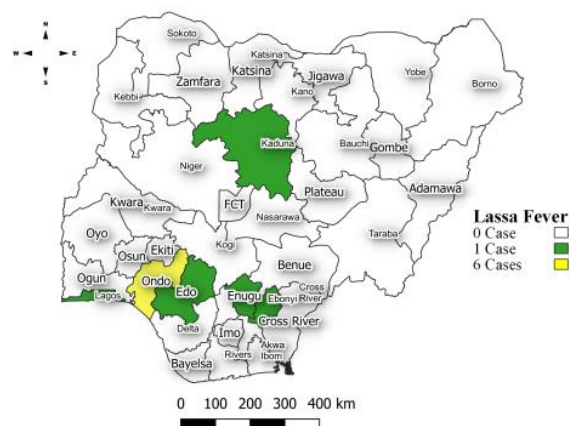 N
W E
S
Sokoto
Katsina
Kebbi
Zamfara
Katsina
Kano
Jigawa
Yobe
Borno
Kaduna
Bauchi
Gombe
Niger
Adamawa
Plateau
Kwara
Kwara
FCT
Nasarawa
Taraba
Oyo
Osun
Ekiti
Kogi
Benue
Ogun
Lagos
Ondo
Edo
Enugu
Ebonyi
Cross
River
Cross River
Delta
Imo
Bayelsa
Rivers
Akwa
Ibom
Lassa Fever
0 Case
1 Case
6 Cases
0 100 200 300 400 km